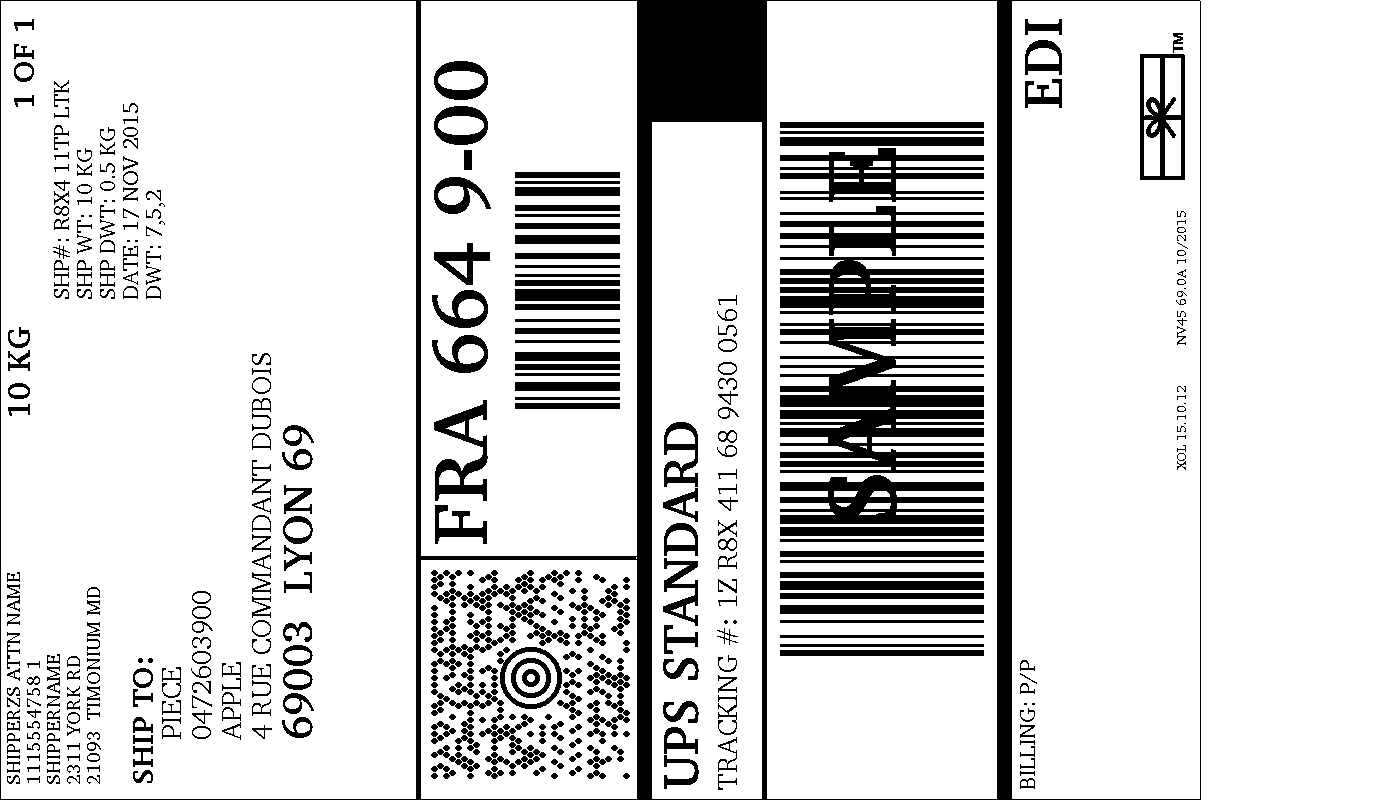 SHIPPERZS ATTN NAME
1115554758 1
SHIPPERNAME
2311 YORK RD
21093 TIMONIUM MD
10 KG
1 OF 1
SHP#: R8X4 11TP LTK
SHP WT: 10 KG
SHP DWT: 0.5 KG
DATE: 17 NOV 2015
DWT: 7,5,2
SHIP TO:
PIECE
0472603900
APPLE
4 RUE COMMANDANT DUBOIS
69003 LYON 69
FRA 664 9-00
UPS STANDARD
TRACKING #: 1Z R8X 411 68 9430 0561
SAMPLE
BILLING: P/P
EDI
XOL 15.10.12
NV45 69.0A 10/2015
TM